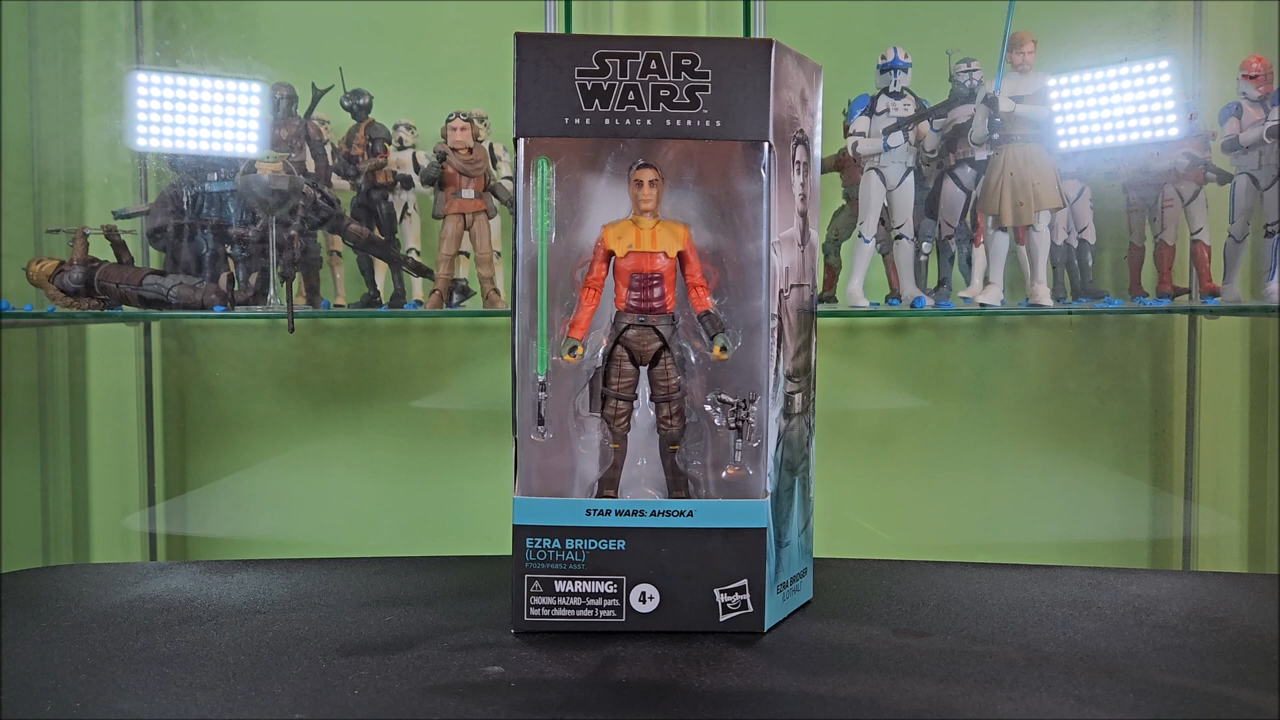 STAR
WARS
THE BLACK SERIES
STAR WARS: AHSOKA
EZRA BRIDGER
(LOTHAL)
F7029/F6852 ASST.
WARNING:
CHOKING HAZARD–Small parts.
Not for children under 3 years.
4+
Hasbro
EZRA BRIDGER
(LOTHAL)